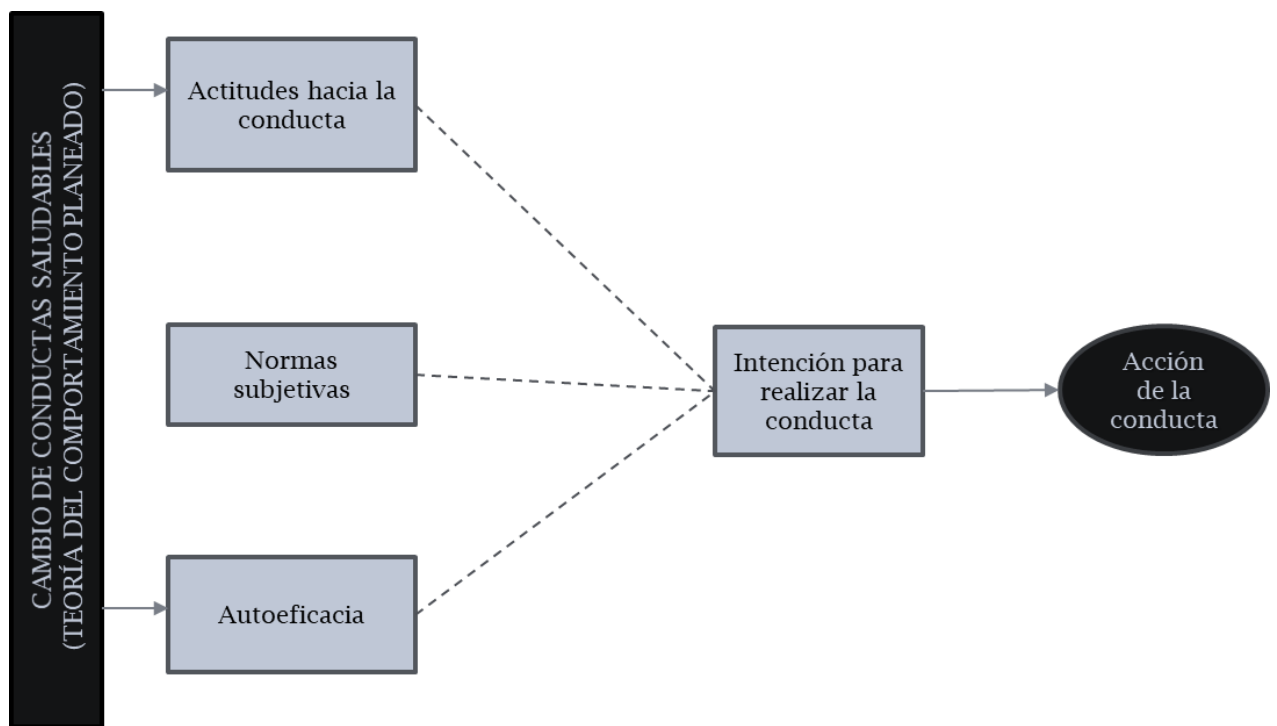 CAMBIO DE CONDUCTAS SALUDABLES
(TEORÍA DEL COMPORTAMIENTO PLANEADO)
Actitudes hacia la
conducta
Normas
subjetivas
Autoeficacia
Intención para
realizar la
conducta
Acción
de la
conducta